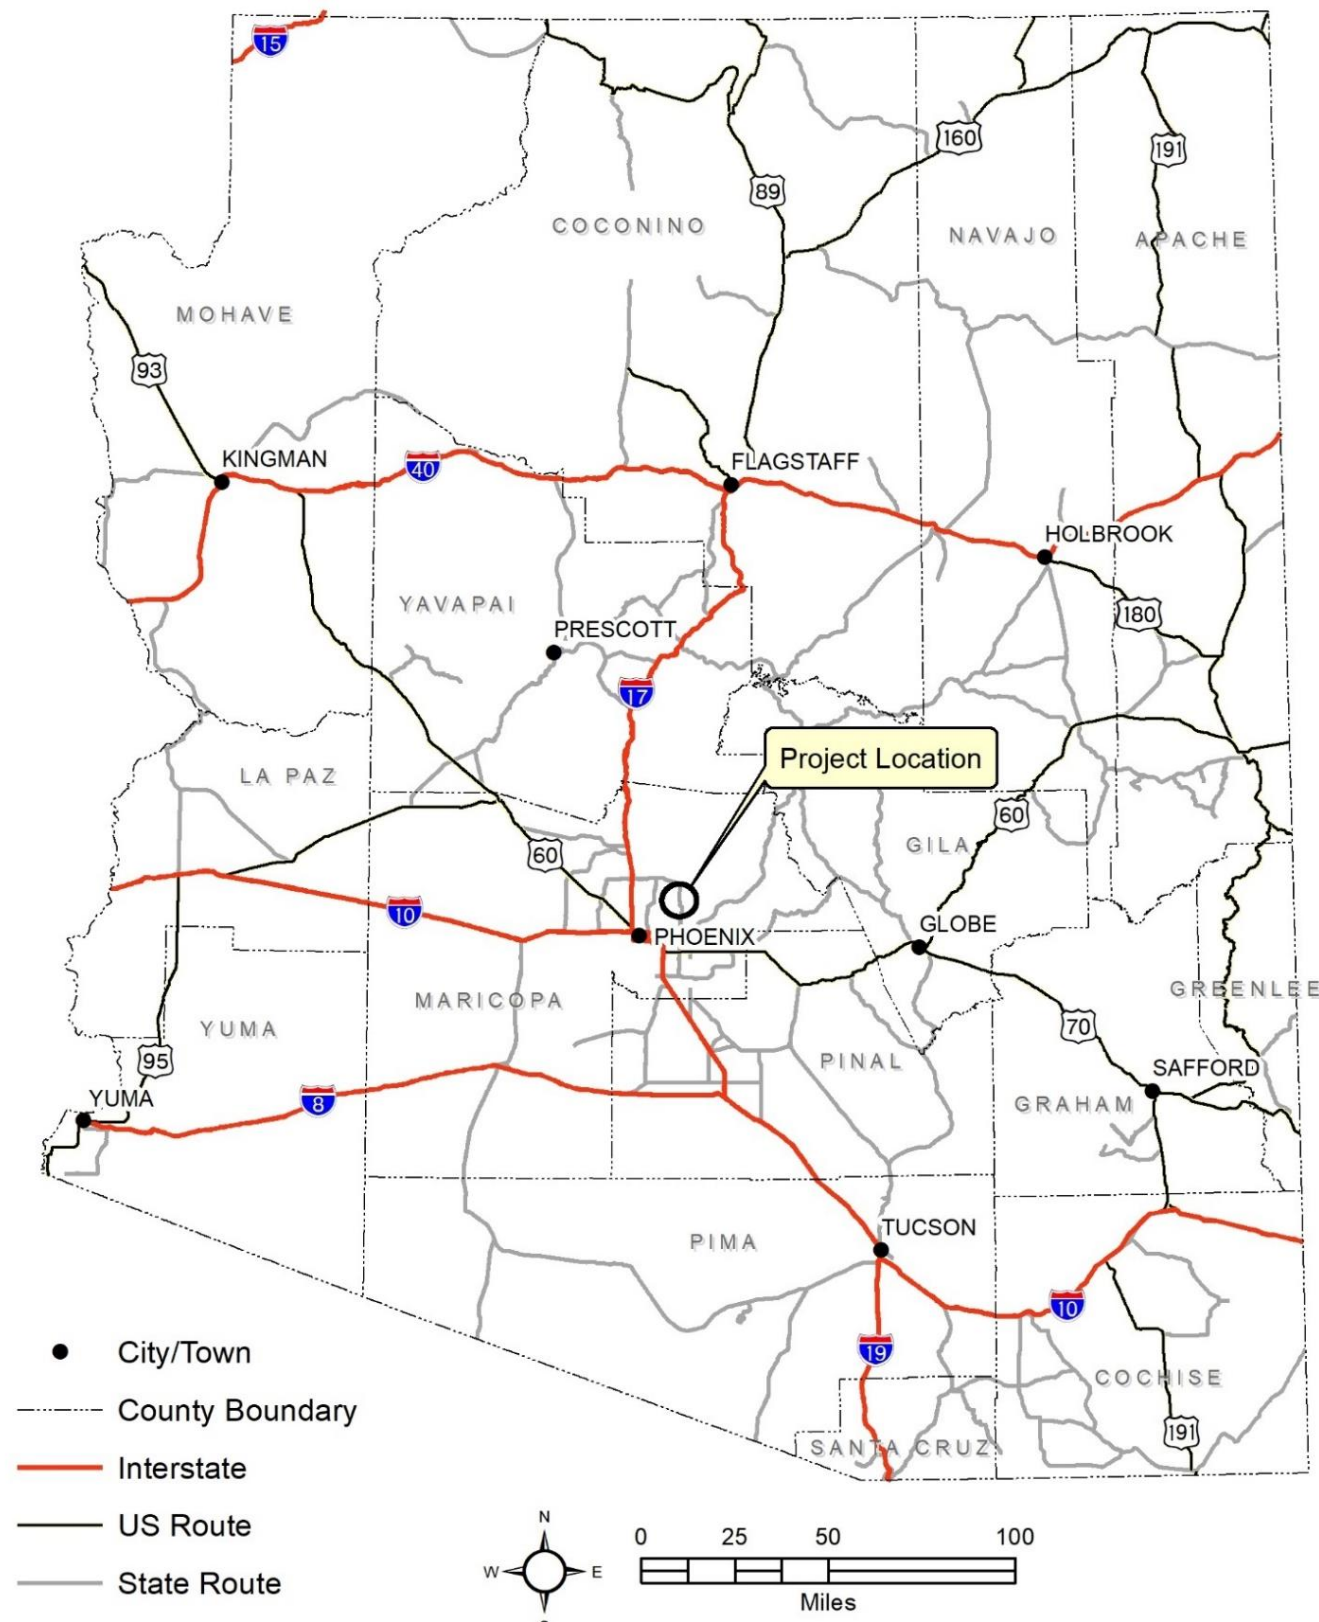 15
160
191
89
COCONINO
NAVAJO
APACHE
MOHAVE
93
KINGMAN
40
FLAGSTAFF
HOLBROOK
YAVAPAI
180
PRESCOTT
17
Project Location
LA PAZ
60
60
GILA
10
GLOBE
PHOENIX
MARICOPA
GREENLEE
YUMA
70
95
PINAL
SAFFORD
YUMA
8
GRAHAM
TUCSON
PIMA
10
19
COCHISE
191
SANTA CRUZ
City/Town
County Boundary
Interstate
US Route
State Route
N
W E
0 25 50 100
Miles